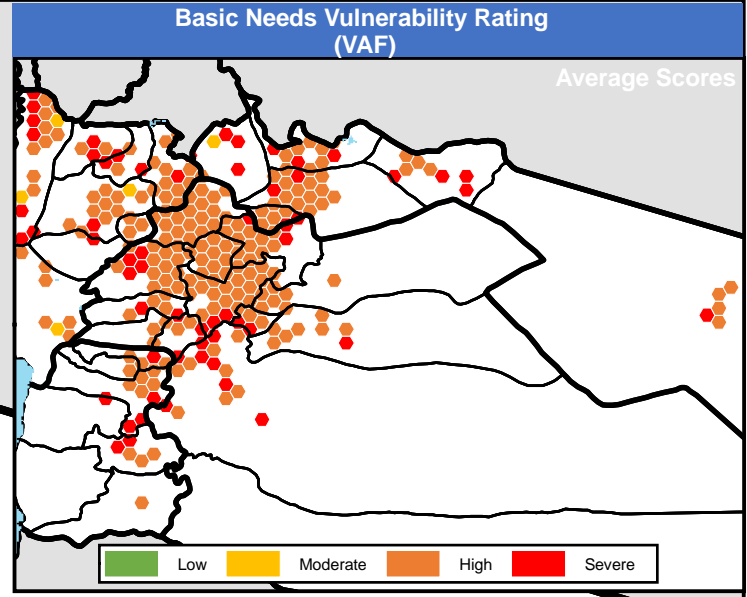 Basic Needs Vulnerability Rating
(VAF)
Average Scores
Low
Moderate
High
Severe